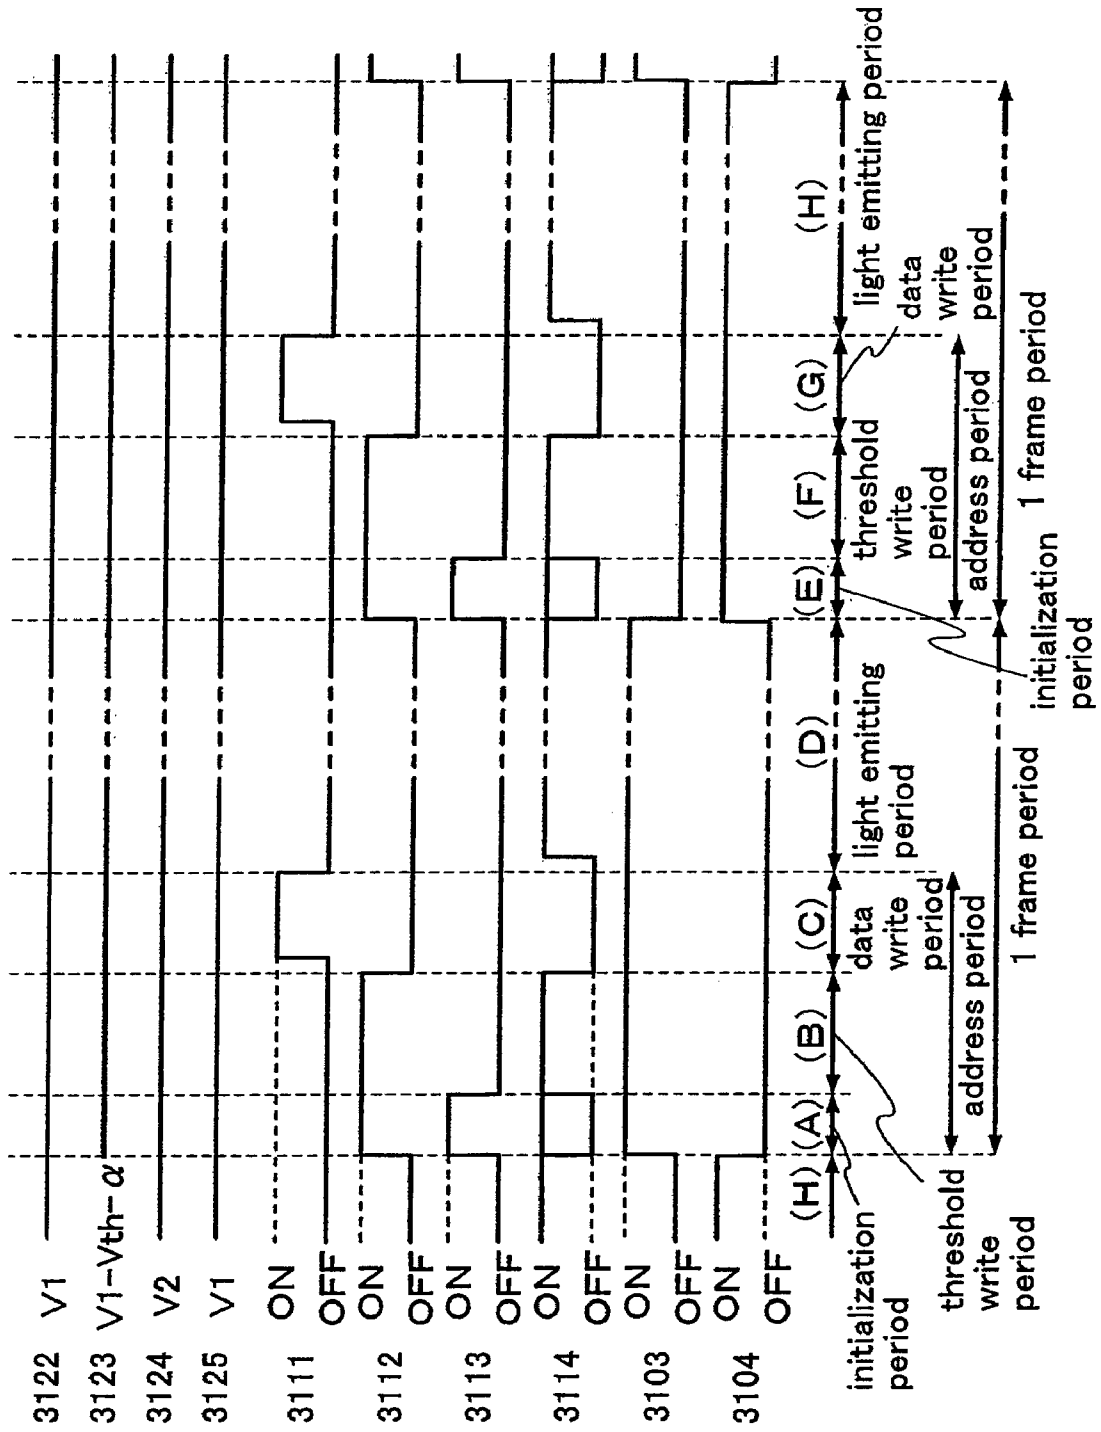 3122 V1
3123 V1-Vth-α
3124 V2
3125 V1
3111 ON
OFF
3112 ON
OFF
3113 ON
OFF
3114 ON
OFF
3103 ON
OFF
3104 ON
OFF
(H) (A) (B) (C) (D) (E) (F) (G) (H)
initialization
period
threshold
write
period
data
write
period
light emitting
period
initialization
period
threshold
write
period
data
write
period
light emitting period
address period
address period
1 frame period
1 frame period